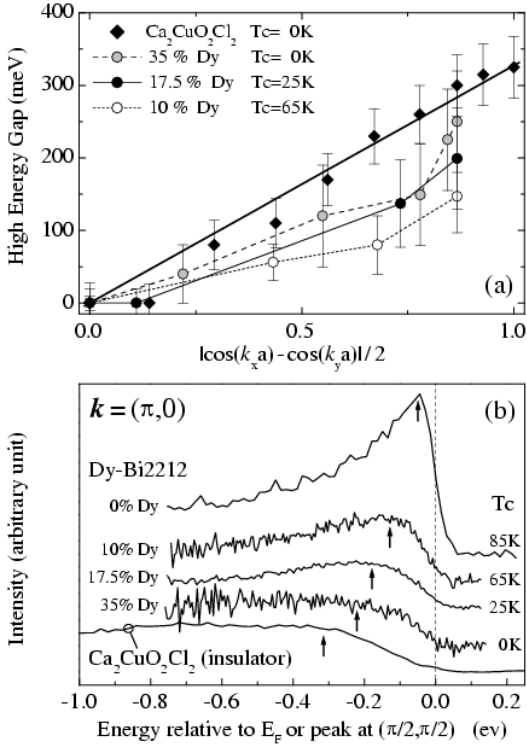 Ca2CuO2Cl2 Tc= 0K
35% Dy Tc= 0K
17.5% Dy Tc=25K
10% Dy Tc=65K
High Energy Gap (meV)
400
300
200
100
0
(a)
0.0 0.5 1.0
|cos(kxa)-cos(kya)|/2
k = (π,0)
(b)
Dy-Bi2212
0% Dy
10% Dy
17.5% Dy
35% Dy
Tc
85K
65K
25K
0K
Ca2CuO2Cl2 (insulator)
Intensity (arbitrary unit)
-1.0 -0.8 -0.6 -0.4 -0.2 0.0 0.2
Energy relative to EF or peak at (π/2,π/2) (ev)